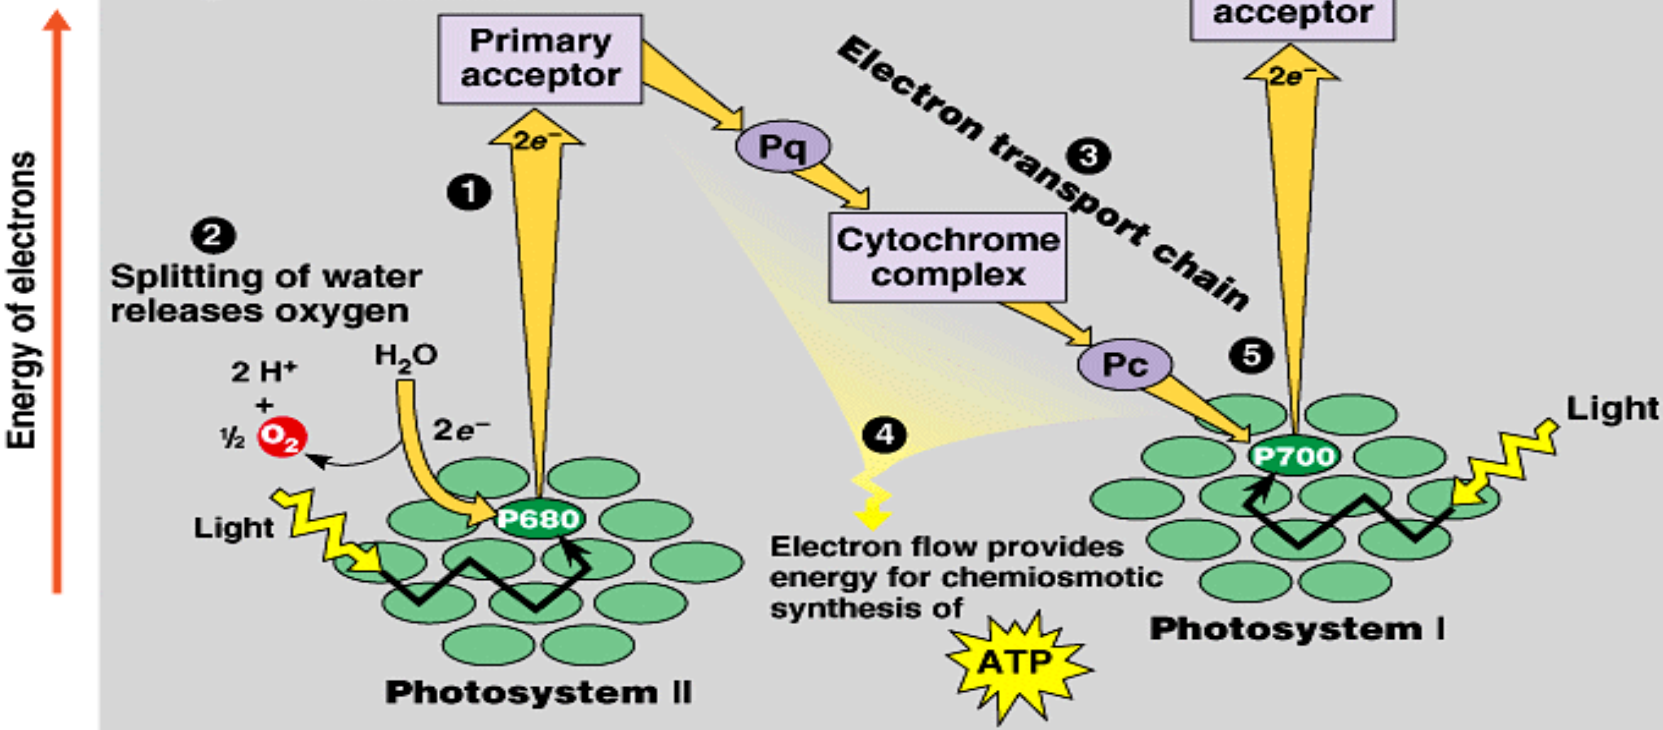 Energy of electrons
Primary
acceptor
2e⁻
1
2
Splitting of water
releases oxygen
H₂O
2 H⁺
+
½ O₂
2e⁻
Light
P680
Photosystem II
Pq
Cytochrome
complex
Pc
3
Electron transport chain
4
Electron flow provides
energy for chemiosmotic
synthesis of
ATP
acceptor
2e⁻
5
P700
Light
Photosystem I